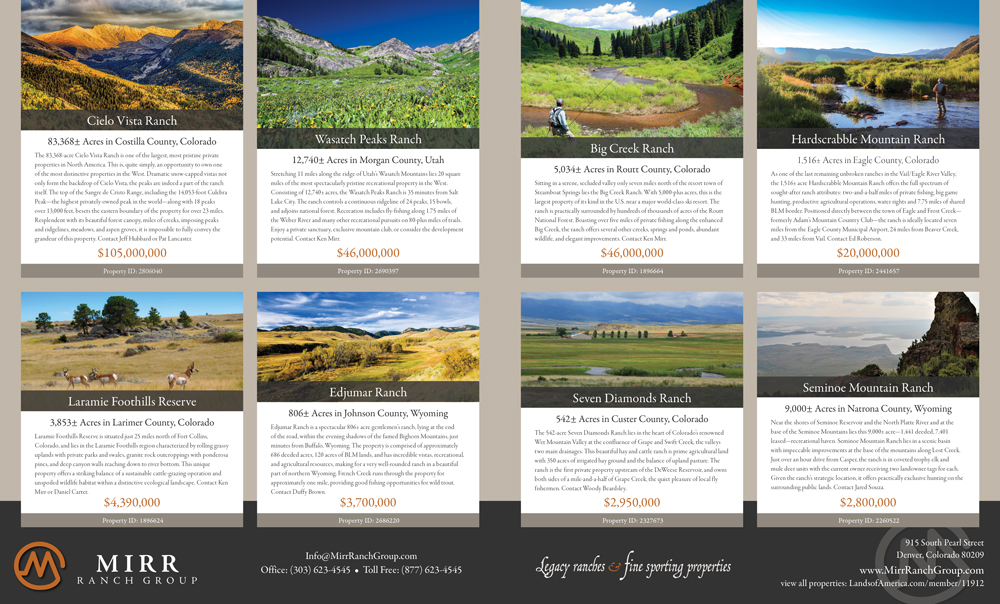 Cielo Vista Ranch
83,368± Acres in Costilla County, Colorado
The 83,368-acre Cielo Vista Ranch is one of the largest, most pristine private
properties in North America. This is, quite simply, an opportunity to own one
of the most distinctive properties in the West. Dramatic snow-capped vistas not
only form the backdrop of Cielo Vista, the peaks are indeed a part of the ranch
itself. The top of the Sangre de Cristo Range, including the 14,053-foot Culebra
Peak—the highest privately-owned peak in the world—along with 18 peaks
over 13,000 feet, boxes the eastern boundary of the property for over 23 miles.
Resplendent with its beautiful forest canopy, miles of creeks, imposing peaks
and ridgelines, meadows, and aspen groves, it is impossible to fully convey the
grandeur of this property. Contact Jeff Hubbard or Pat Lancaster.
$105,000,000
Property ID: 2806040
Wasatch Peaks Ranch
12,740± Acres in Morgan County, Utah
Stretching 11 miles along the ridge of Utah's Wasatch Mountains lies 20 square
miles of the most spectacularly pristine recreational property in the West.
Consisting of 12,740± acres, the Wasatch Peaks Ranch is 35 minutes from Salt
Lake City. The ranch controls a continuous ridgeline of 24 peaks, 15 bowls,
and adjoins national forest. Recreation includes fly fishing along 1.75 miles of
the Weber River and many other recreational pursuits on 80 plus miles of trails.
Enjoy a private sanctuary, exclusive mountain club, or consider the development
potential. Contact Ken Mirr.
$46,000,000
Property ID: 2690397
Big Creek Ranch
5,034± Acres in Routt County, Colorado
Sitting in a serene, secluded valley only seven miles north of the resort town of
Steamboat Springs lies the Big Creek Ranch. With 5,000 plus acres, this is the
largest property of its kind in the U.S. near a major world class ski resort. The
ranch is practically surrounded by hundreds of thousands of acres of the Routt
National Forest. Boasting over five miles of private fishing along the enhanced
Big Creek, the ranch offers several other creeks, springs and ponds, abundant
wildlife, and elegant improvements. Contact Ken Mirr.
$46,000,000
Property ID: 1896664
Hardscrabble Mountain Ranch
1,516± Acres in Eagle County, Colorado
As one of the last remaining unbroken ranches in the Vail/Eagle River Valley,
the 1,516± acre Hardscrabble Mountain Ranch offers the full spectrum of
sought-after ranch attributes: two-and-a-half miles of private fishing, big game
hunting, productive agricultural operations, water rights and 7.75 miles of shared
BLM border. Positioned directly between the town of Eagle and Frost Creek—
formerly Adam's Mountain Country Club—the ranch is ideally located seven
miles from the Eagle County Municipal Airport, 24 miles from Beaver Creek,
and 33 miles from Vail. Contact Ed Roberson.
$20,000,000
Property ID: 2441657
Laramie Foothills Reserve
3,853± Acres in Larimer County, Colorado
Laramie Foothills Reserve is situated just 25 miles north of Fort Collins,
Colorado, and lies in the Laramie Foothills region characterized by rolling grassy
uplands with private parks and swales, granite rock outcroppings with ponderosa
pines, and deep canyon walls reaching down to river bottom. This unique
property offers a striking balance of a sustainable cattle-grazing operation and
unspoiled wildlife habitat within a distinctive ecological landscape. Contact Ken
Mirr or Daniel Carter.
$4,390,000
Property ID: 1896624
Edjumar Ranch
806± Acres in Johnson County, Wyoming
Edjumar Ranch is a spectacular 806± acre gentlemen's ranch, lying at the end
of the road, within the evening shadows of the famed Bighorn Mountains, just
minutes from Buffalo, Wyoming. The property is comprised of approximately
686 deeded acres, 120 acres of BLM lands, and has incredible vistas, recreational,
and agricultural resources, making for a very well-rounded ranch in a beautiful
part of northern Wyoming. French Creek runs through the property for
approximately one mile, providing good fishing opportunities for wild trout.
Contact Duffy Brown.
$3,700,000
Property ID: 2686220
Seven Diamonds Ranch
542± Acres in Custer County, Colorado
The 542-acre Seven Diamonds Ranch lies in the heart of Colorado's renowned
Wet Mountain Valley at the confluence of Grape and Swift Creek, the valleys
two main drainages. This beautiful hay and cattle ranch is prime agricultural land
with 350 acres of irrigated hay ground and the balance of upland pasture. The
ranch is the first private property upstream of the DeWeese Reservoir, and owns
both sides of a mile-and-a-half of Grape Creek, the quiet pleasure of local fly
fishermen. Contact Woody Beardsley.
$2,950,000
Property ID: 2327673
Seminoe Mountain Ranch
9,000± Acres in Natrona County, Wyoming
Near the shores of Seminoe Reservoir and the North Platte River and at the
base of the Seminoe Mountains lies this 9,000± acre—1,441 deeded, 7,401
leased—recreational haven. Seminoe Mountain Ranch lies in a scenic basin
with impeccable improvements at the base of the mountains along Lost Creek.
Just over an hour drive from Casper, the ranch is in coveted trophy elk and
mule deer units with the current owner receiving two landowner tags for each.
Given the ranch's strategic location, it offers practically exclusive hunting on the
surrounding public lands. Contact Jared Souza.
$2,800,000
Property ID: 2260522
MIRR
RANCH GROUP
Info@MirrRanchGroup.com
Office: (303) 623-4545 • Toll Free: (877) 623-4545
Legacy ranches & fine sporting properties
915 South Pearl Street
Denver, Colorado 80209
www.MirrRanchGroup.com
view all properties: LandsofAmerica.com/member/11912